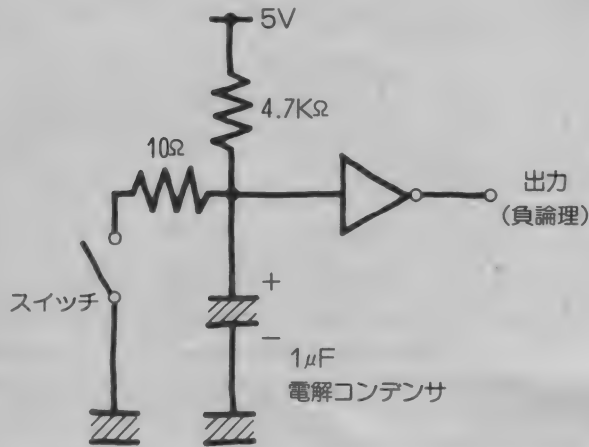 5V
4.7KΩ
10Ω
出力
(負論理)
スイッチ
+
−
1μF
電解コンデンサ